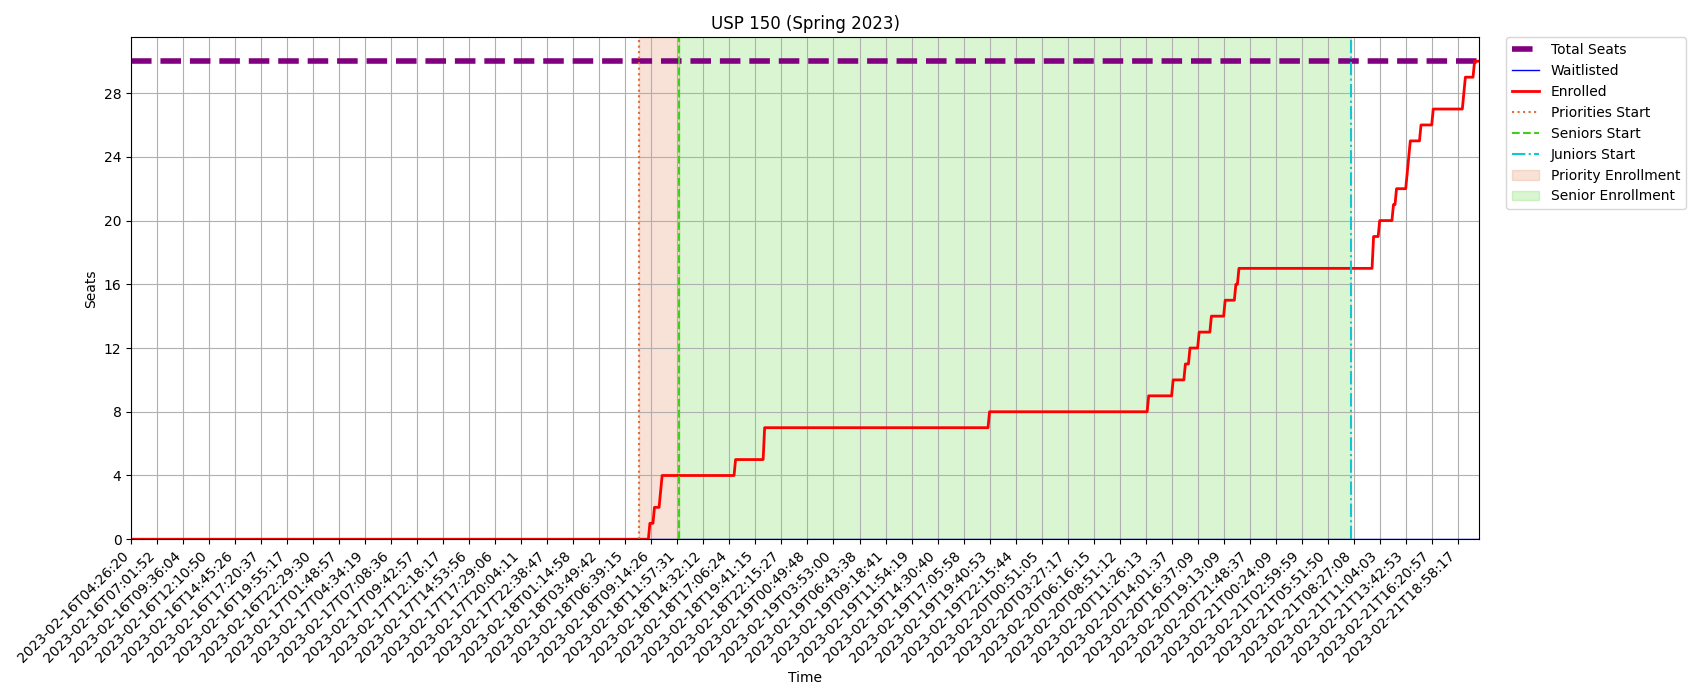 USP 150 (Spring 2023)
Total Seats
Waitlisted
Enrolled
Priorities Start
Seniors Start
Juniors Start
Priority Enrollment
Senior Enrollment
Seats
28
24
20
16
12
8
4
0
2023-02-16T04:26:20
2023-02-16T07:01:52
2023-02-16T09:36:04
2023-02-16T12:10:50
2023-02-16T14:45:26
2023-02-16T17:20:37
2023-02-16T19:55:17
2023-02-16T22:29:30
2023-02-17T01:48:57
2023-02-17T04:34:19
2023-02-17T07:08:36
2023-02-17T09:42:57
2023-02-17T12:18:17
2023-02-17T14:53:56
2023-02-17T17:29:06
2023-02-17T20:04:11
2023-02-17T22:38:47
2023-02-18T01:14:58
2023-02-18T03:49:42
2023-02-18T06:39:15
2023-02-18T09:14:26
2023-02-18T11:57:31
2023-02-18T14:32:12
2023-02-18T17:06:24
2023-02-18T19:41:15
2023-02-18T22:15:27
2023-02-19T00:49:48
2023-02-19T03:53:00
2023-02-19T06:43:38
2023-02-19T09:18:41
2023-02-19T11:54:19
2023-02-19T14:30:40
2023-02-19T17:05:58
2023-02-19T19:40:53
2023-02-19T22:15:44
2023-02-20T00:51:05
2023-02-20T03:27:17
2023-02-20T06:16:15
2023-02-20T08:51:12
2023-02-20T11:26:13
2023-02-20T14:01:37
2023-02-20T16:37:09
2023-02-20T19:13:09
2023-02-20T21:48:37
2023-02-21T00:24:09
2023-02-21T02:59:59
2023-02-21T05:51:50
2023-02-21T08:27:09
2023-02-21T11:04:03
2023-02-21T13:42:53
2023-02-21T16:20:57
2023-02-21T18:58:17
Time